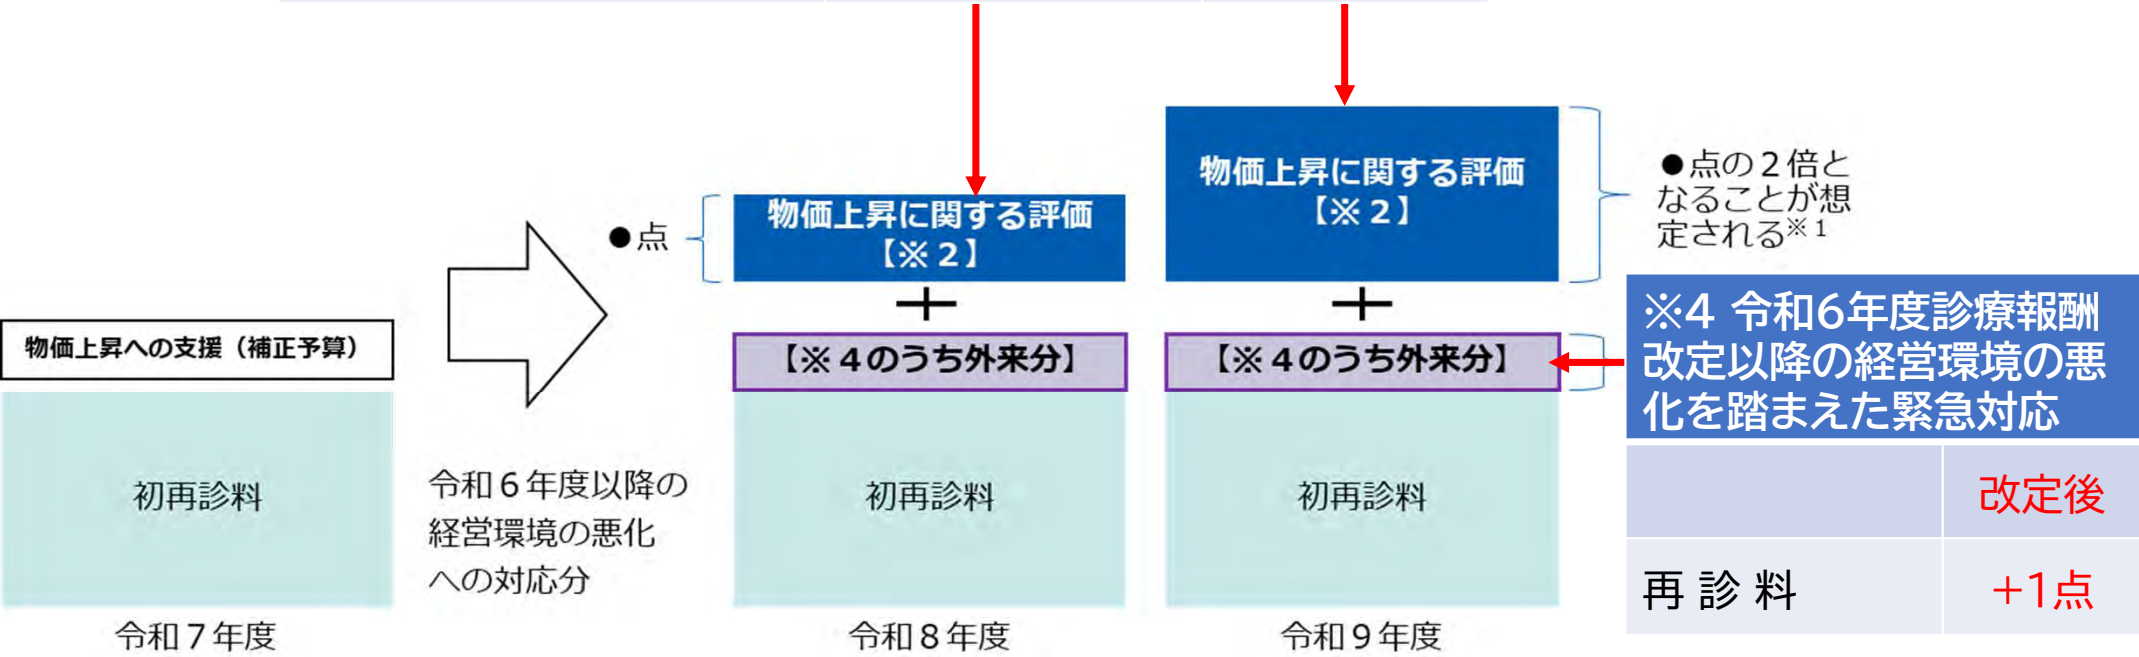 物価上昇への支援（補正予算）
初再診料
令和７年度
令和６年度以降の
経営環境の悪化
への対応分
●点
物価上昇に関する評価
【※２】
＋
【※４のうち外来分】
初再診料
令和８年度
物価上昇に関する評価
【※２】
＋
【※４のうち外来分】
初再診料
令和９年度
●点の２倍と
なることが想
定される※１
※4 令和6年度診療報酬
改定以降の経営環境の悪
化を踏まえた緊急対応
改定後
再 診 料 +1点